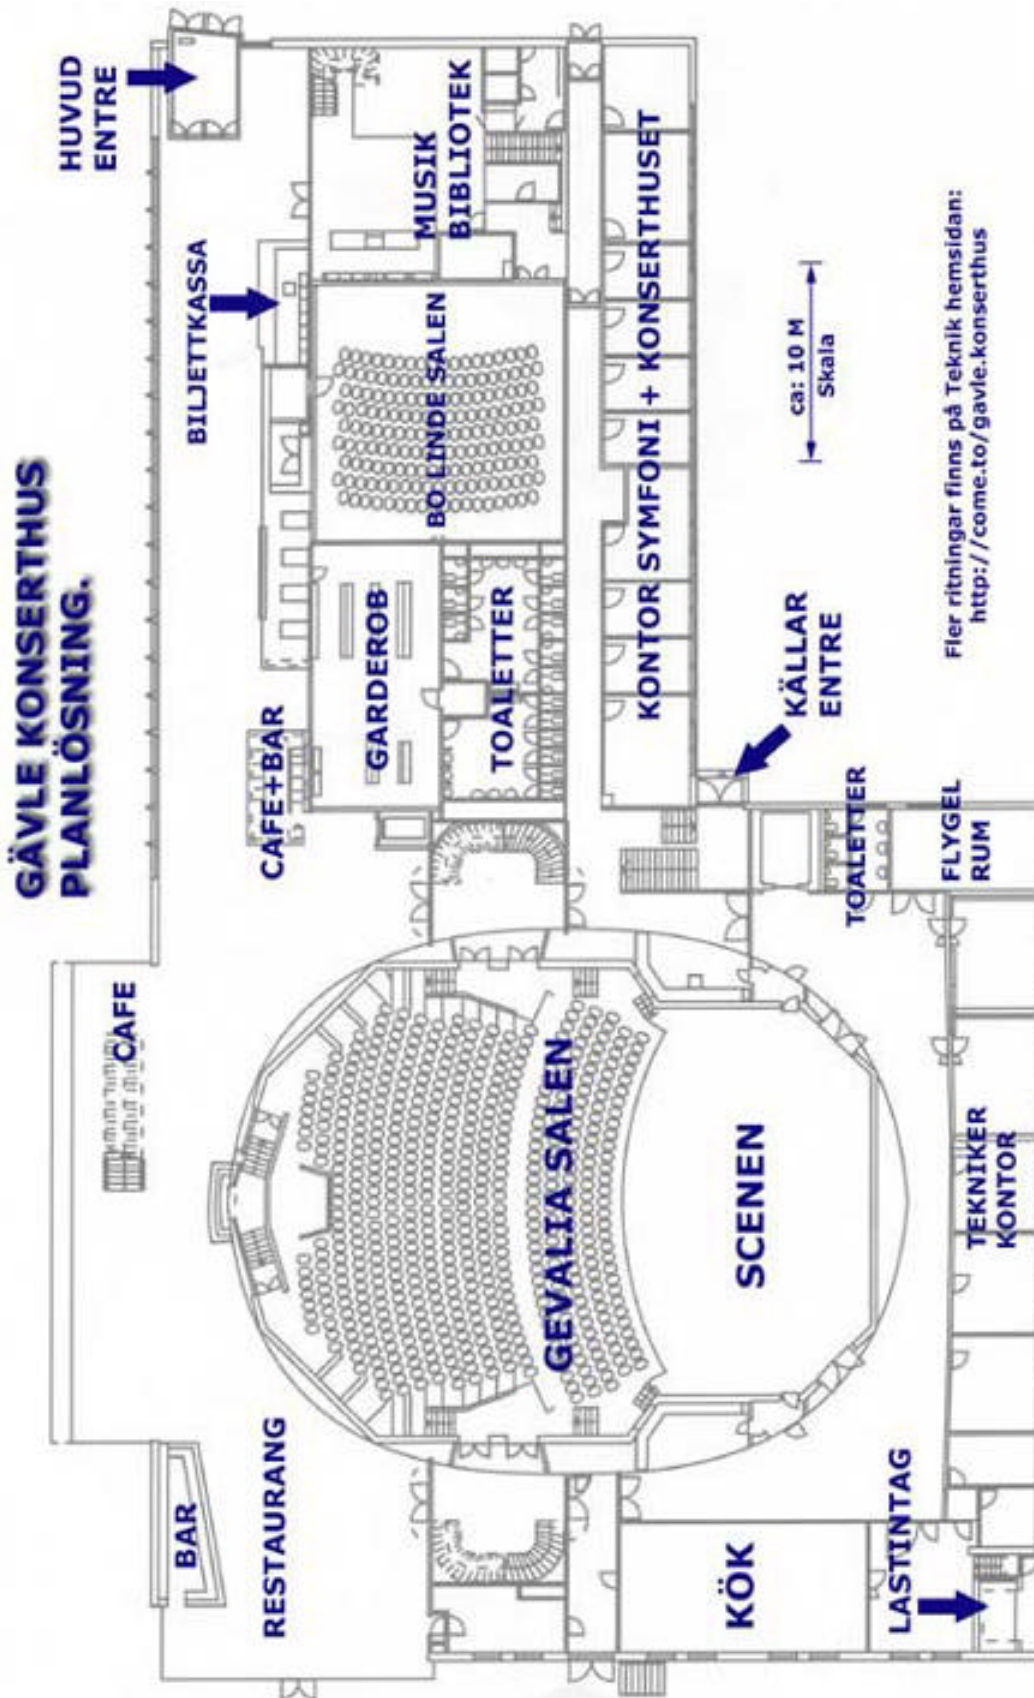 GÄVLE KONSERTHUS
PLANLÖSNING.
HUVUD
ENTRE
BILJETTKASSA
MUSIK
BIBLIOTEK
BO LINDE SALEN
KONTOR SYMFONI + KONSERTHUSET
GARDEROB
TOALETTER
CAFE+BAR
CAFE
KÄLLAR
ENTRE
ca: 10 M
Skala
Fler ritningar finns på Teknik hemsidan:
http://come.to/gavle.konserthus
TOALETTER
FLYGEL
RUM
GEVALIA SALEN
SCENEN
TEKNIKER
KONTOR
BAR
RESTAURANG
KÖK
LASTINTAG